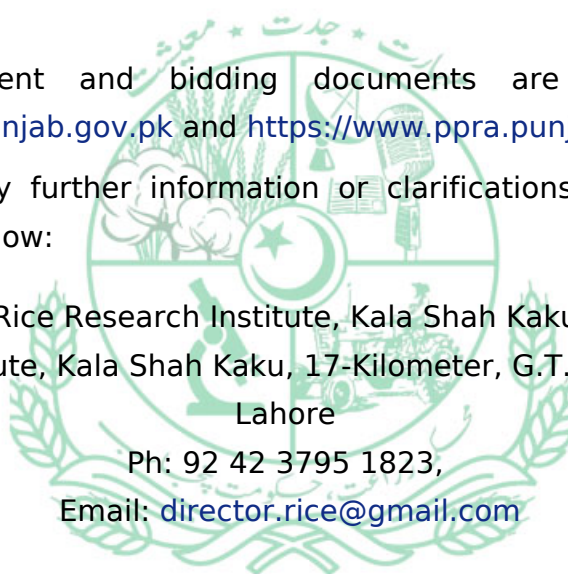 ent and bidding documents are
njab.gov.pk and https://www.ppra.punj
y further information or clarifications
low:
Rice Research Institute, Kala Shah Kaku
ute, Kala Shah Kaku, 17-Kilometer, G.T.
Lahore
Ph: 92 42 3795 1823,
Email: director.rice@gmail.com